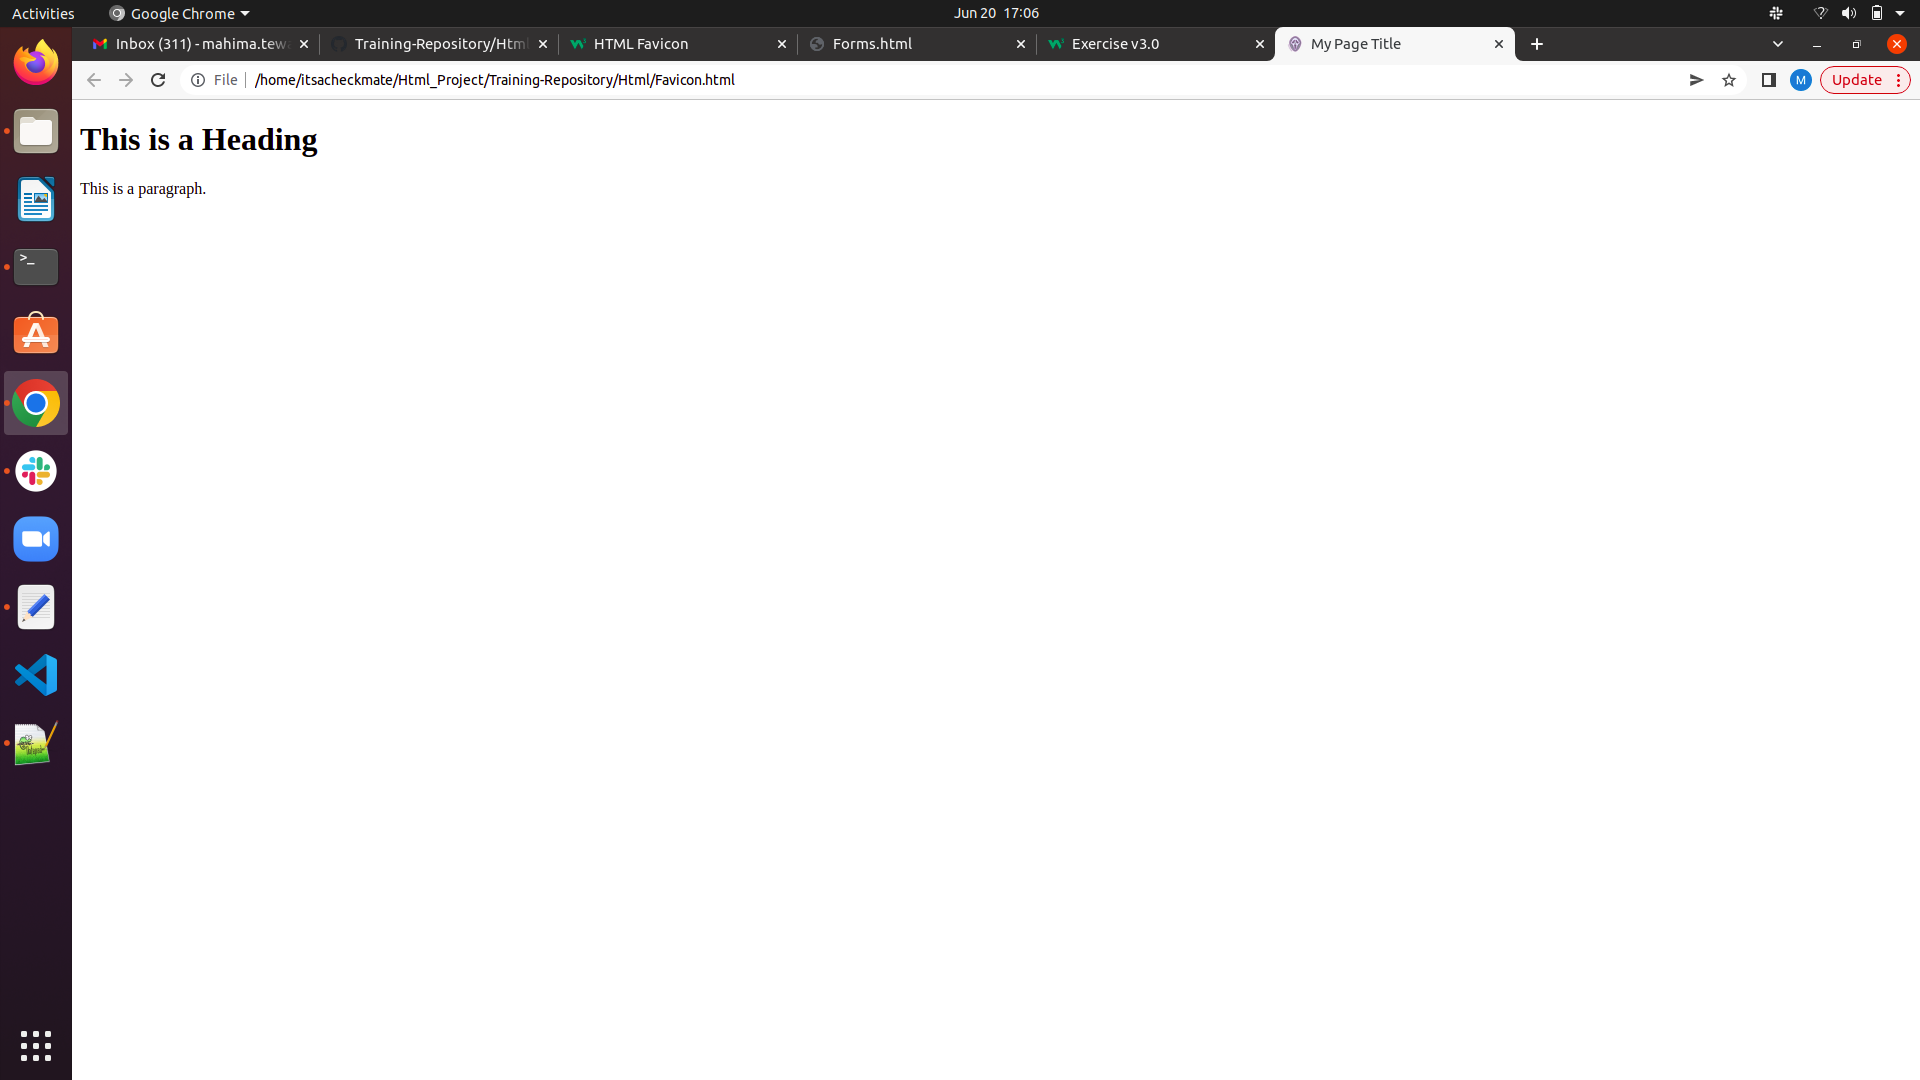 Activities
Google Chrome
Jun 20 17:06
Inbox (311) - mahima.tewa
Training-Repository/Html
HTML Favicon
Forms.html
Exercise v3.0
My Page Title
File
/home/itsacheckmate/Html_Project/Training-Repository/Html/Favicon.html
M
Update
This is a Heading
This is a paragraph.